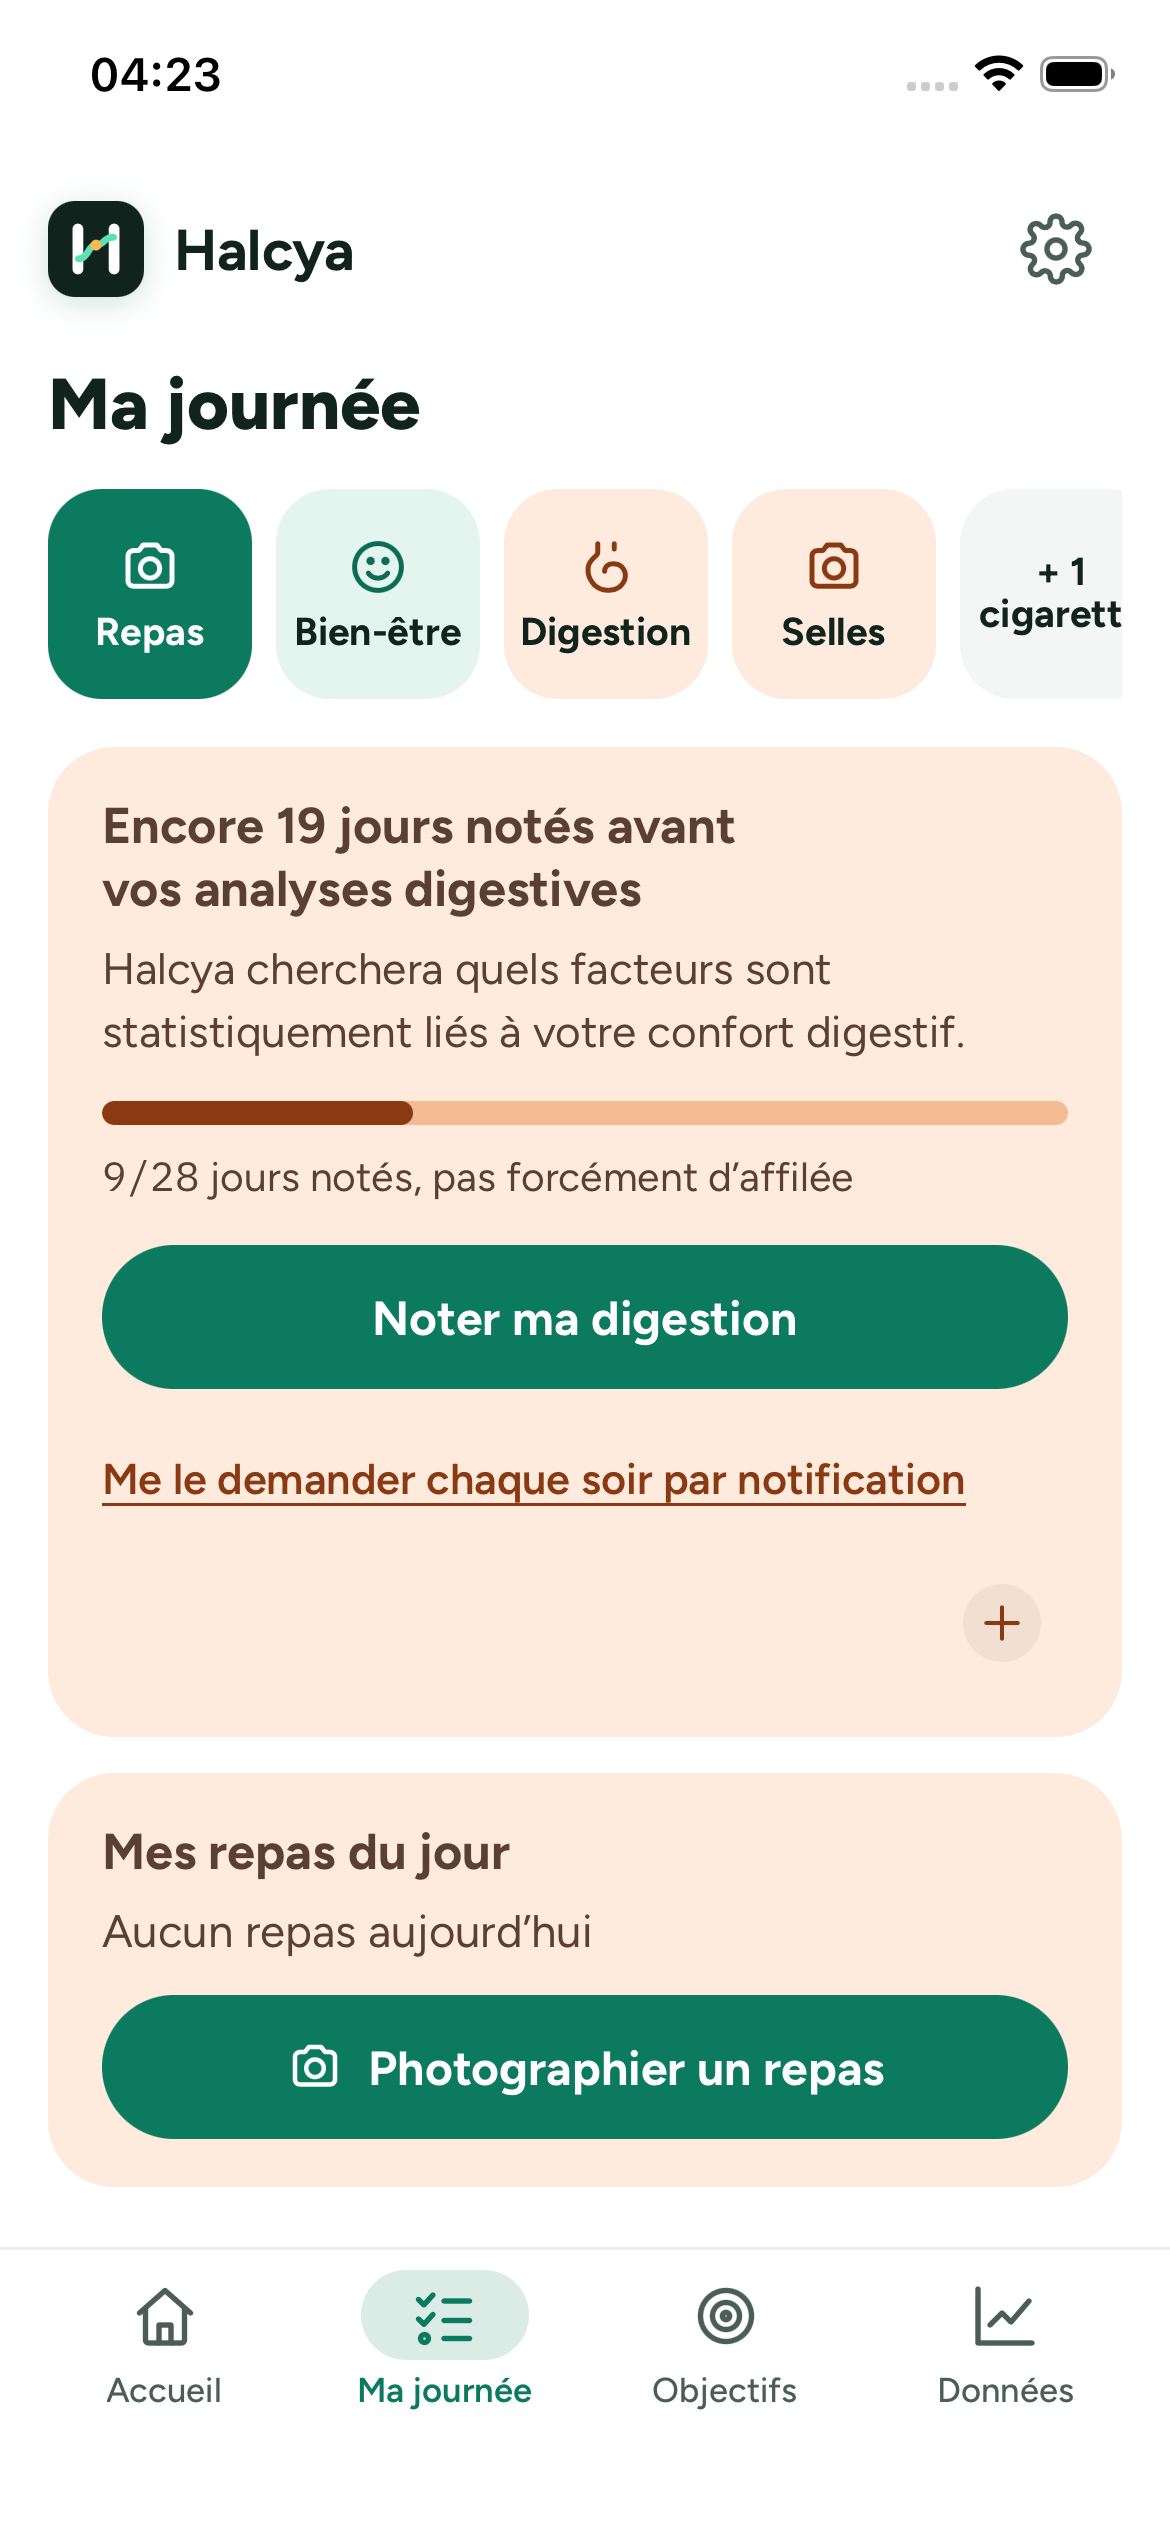 04:23
Halcya
Ma journée
Repas
Bien-être
Digestion
Selles
+ 1
cigarett
Encore 19 jours notés avant
vos analyses digestives
Halcya cherchera quels facteurs sont
statistiquement liés à votre confort digestif.
9/28 jours notés, pas forcément d’affilée
Noter ma digestion
Me le demander chaque soir par notification
Mes repas du jour
Aucun repas aujourd’hui
Photographier un repas
Accueil
Ma journée
Objectifs
Données